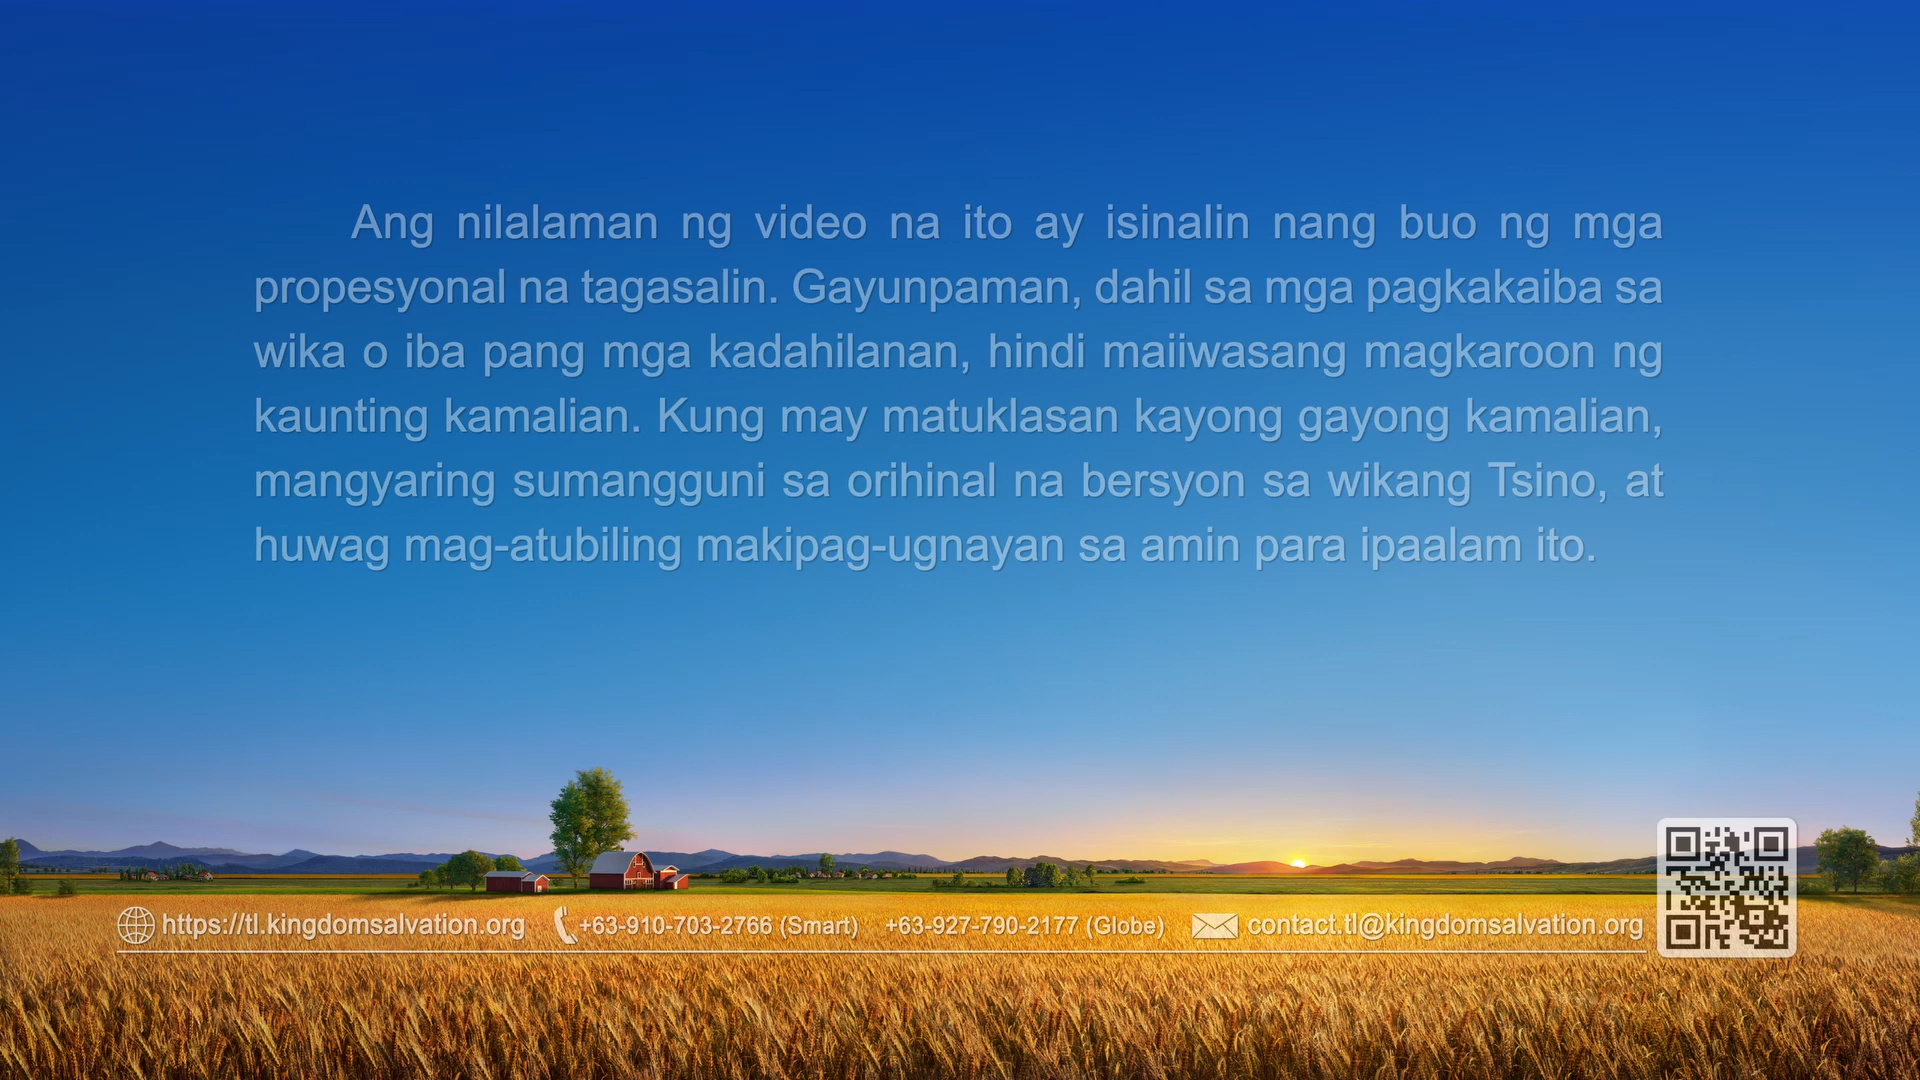 Ang nilalaman ng video na ito ay isinalin nang buo ng mga
propesyonal na tagasalin. Gayunpaman, dahil sa mga pagkakaiba sa
wika o iba pang mga kadahilanan, hindi maiiwasang magkaroon ng
kaunting kamalian. Kung may matuklasan kayong gayong kamalian,
mangyaring sumangguni sa orihinal na bersyon sa wikang Tsino, at
huwag mag-atubiling makipag-ugnayan sa amin para ipaalam ito.
https://tl.kingdomsalvation.org +63-910-703-2766 (Smart) +63-927-790-2177 (Globe) contact.tl@kingdomsalvation.org